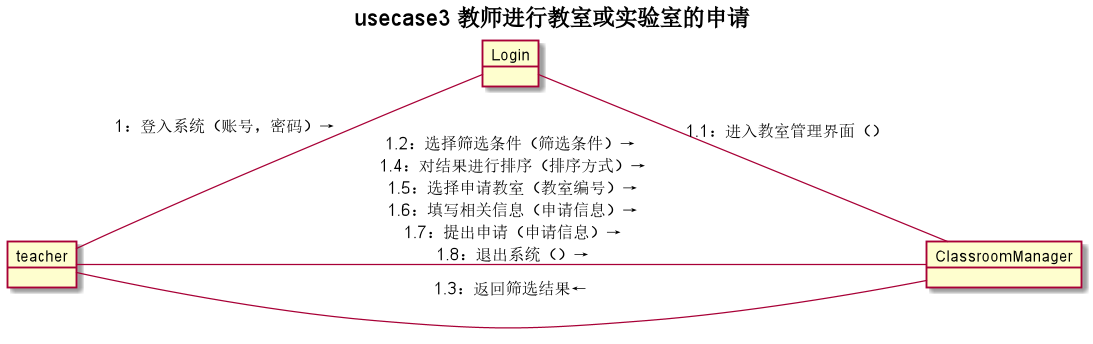 usecase3 教师进行教室或实验室的申请
Login
1：登入系统（账号，密码）→
1.1：进入教室管理界面（）
1.2：选择筛选条件（筛选条件）→
1.4：对结果进行排序（排序方式）→
1.5：选择申请教室（教室编号）→
1.6：填写相关信息（申请信息）→
1.7：提出申请（申请信息）→
1.8：退出系统（）→
teacher
ClassroomManager
1.3：返回筛选结果←